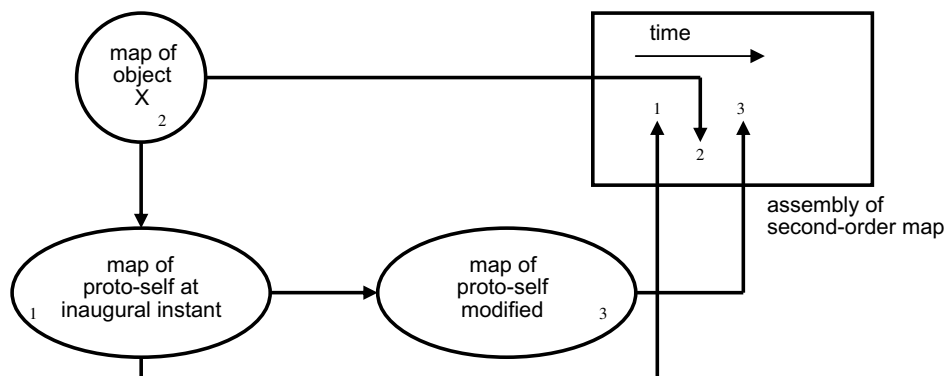 map of
object
X
2
time
1
3
2
assembly of
second-order map
map of
proto-self at
inaugural instant
1
map of
proto-self
modified
3